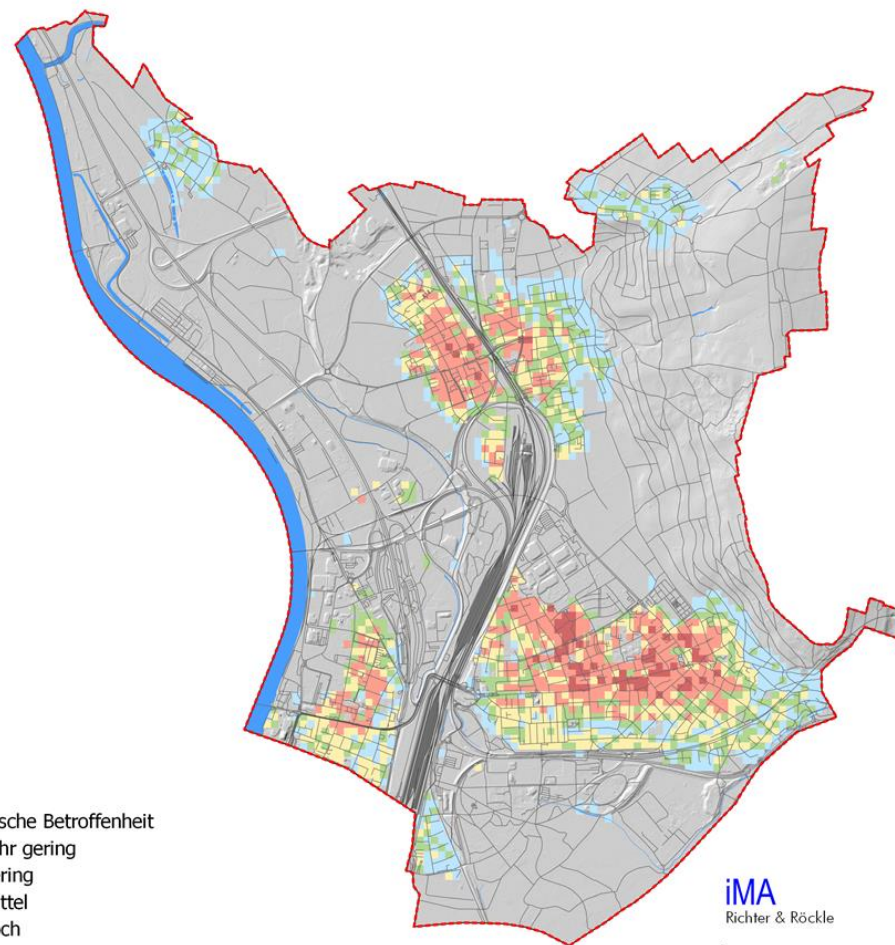 sche Betroffenheit
hr gering
ring
ttel
ch
iMA
Richter & Röckle